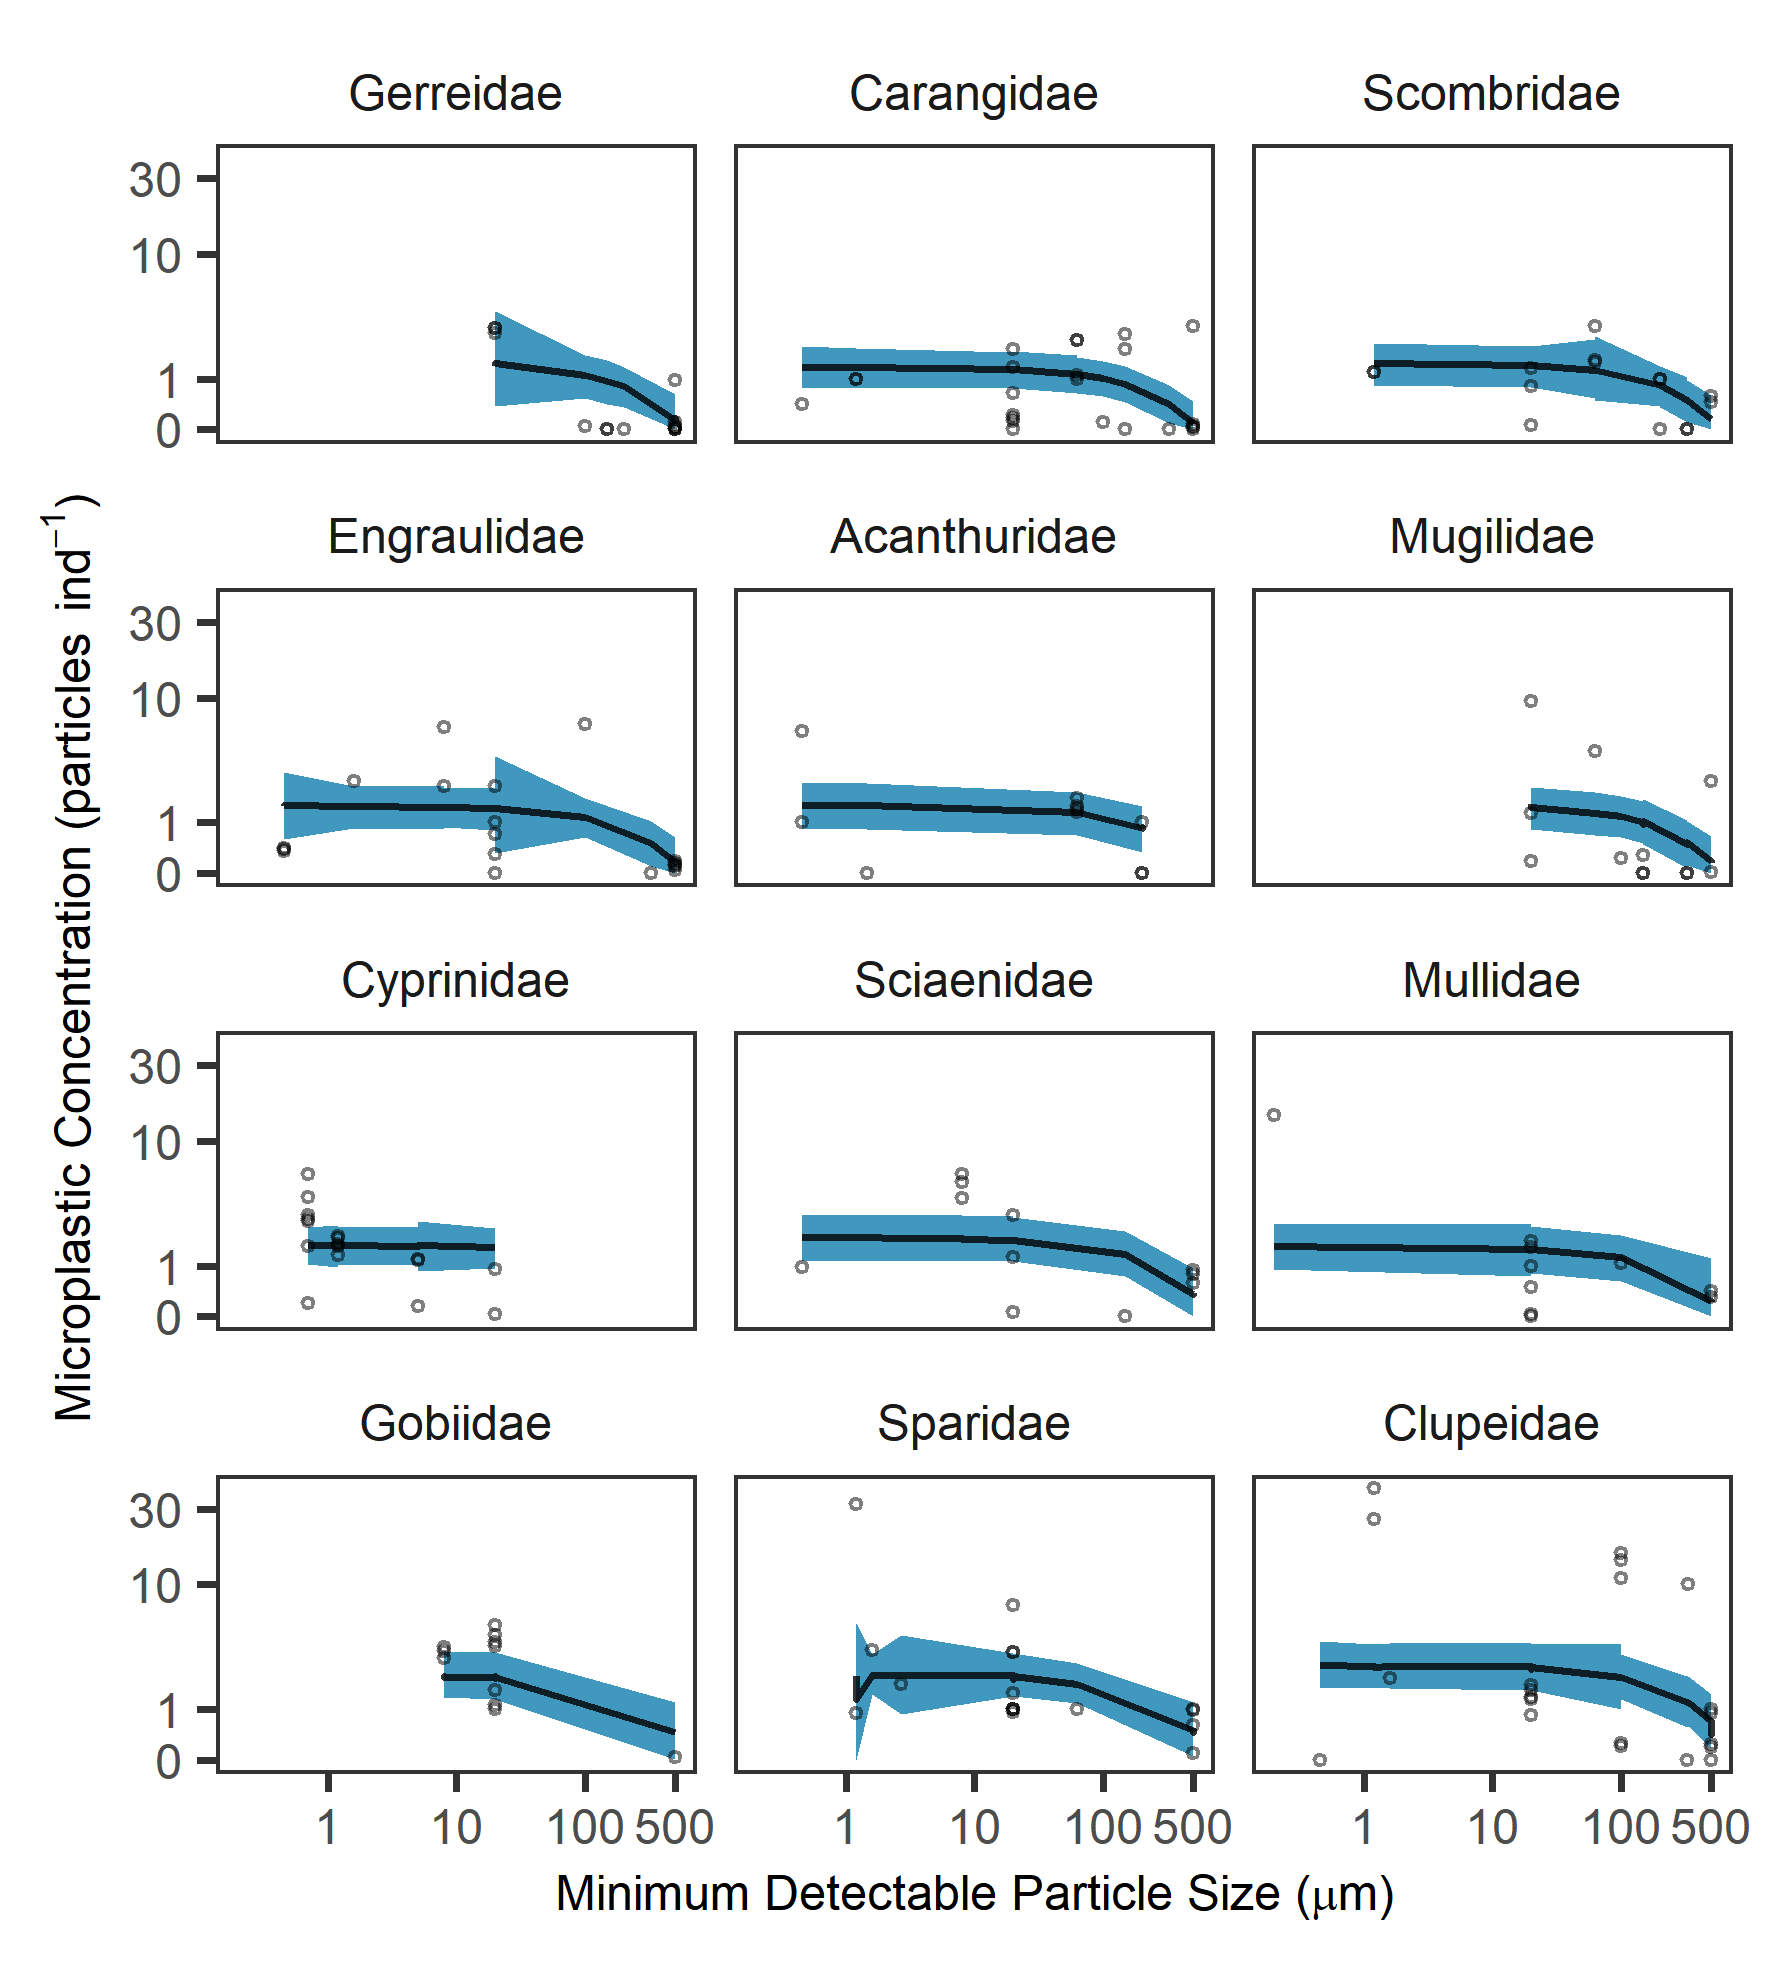 Gerreidae Carangidae Scombridae
30
10
1
0
Engraulidae Acanthuridae Mugilidae
30
10
1
0
Cyprinidae Sciaenidae Mullidae
30
10
1
0
Gobiidae Sparidae Clupeidae
30
10
1
0
1 10 100 500 1 10 100 500 1 10 100 500
Minimum Detectable Particle Size (μm)
Microplastic Concentration (particles ind⁻¹)